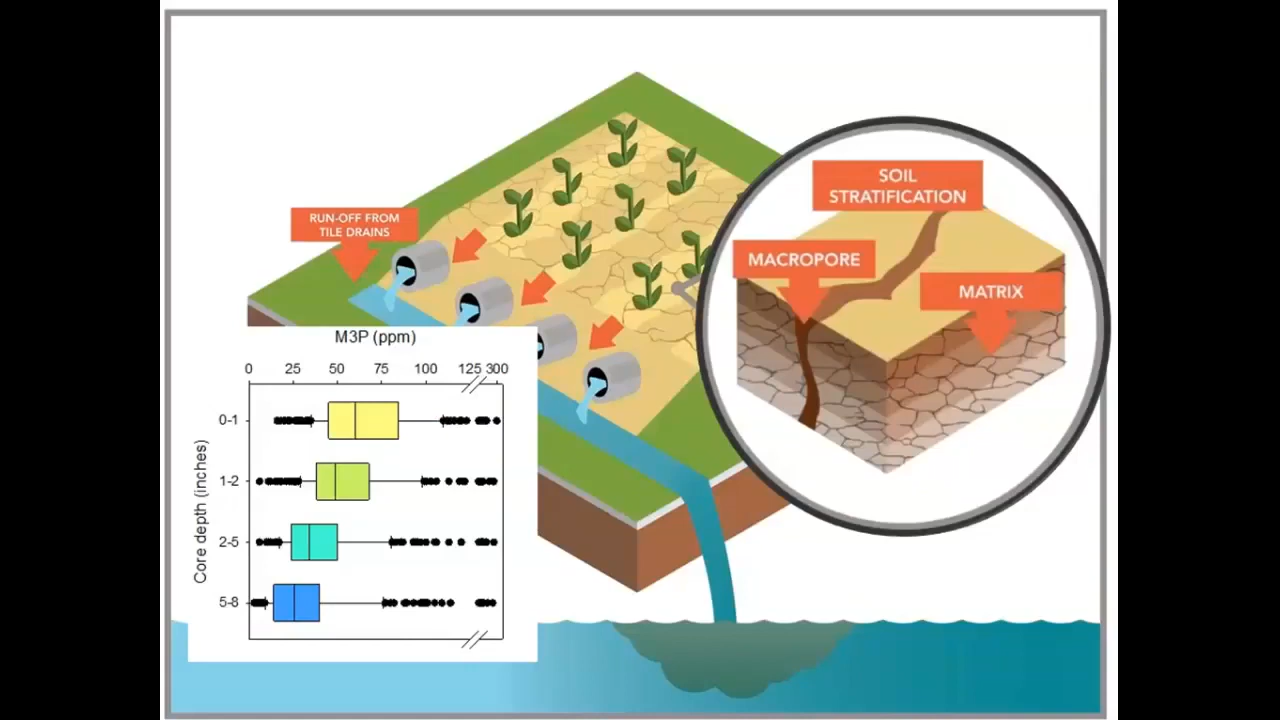 SOIL
STRATIFICATION
RUN-OFF FROM
TILE DRAINS
MACROPORE
MATRIX
M3P (ppm)
0 25 50 75 100 125 300
Core depth (inches)
0-1
1-2
2-5
5-8